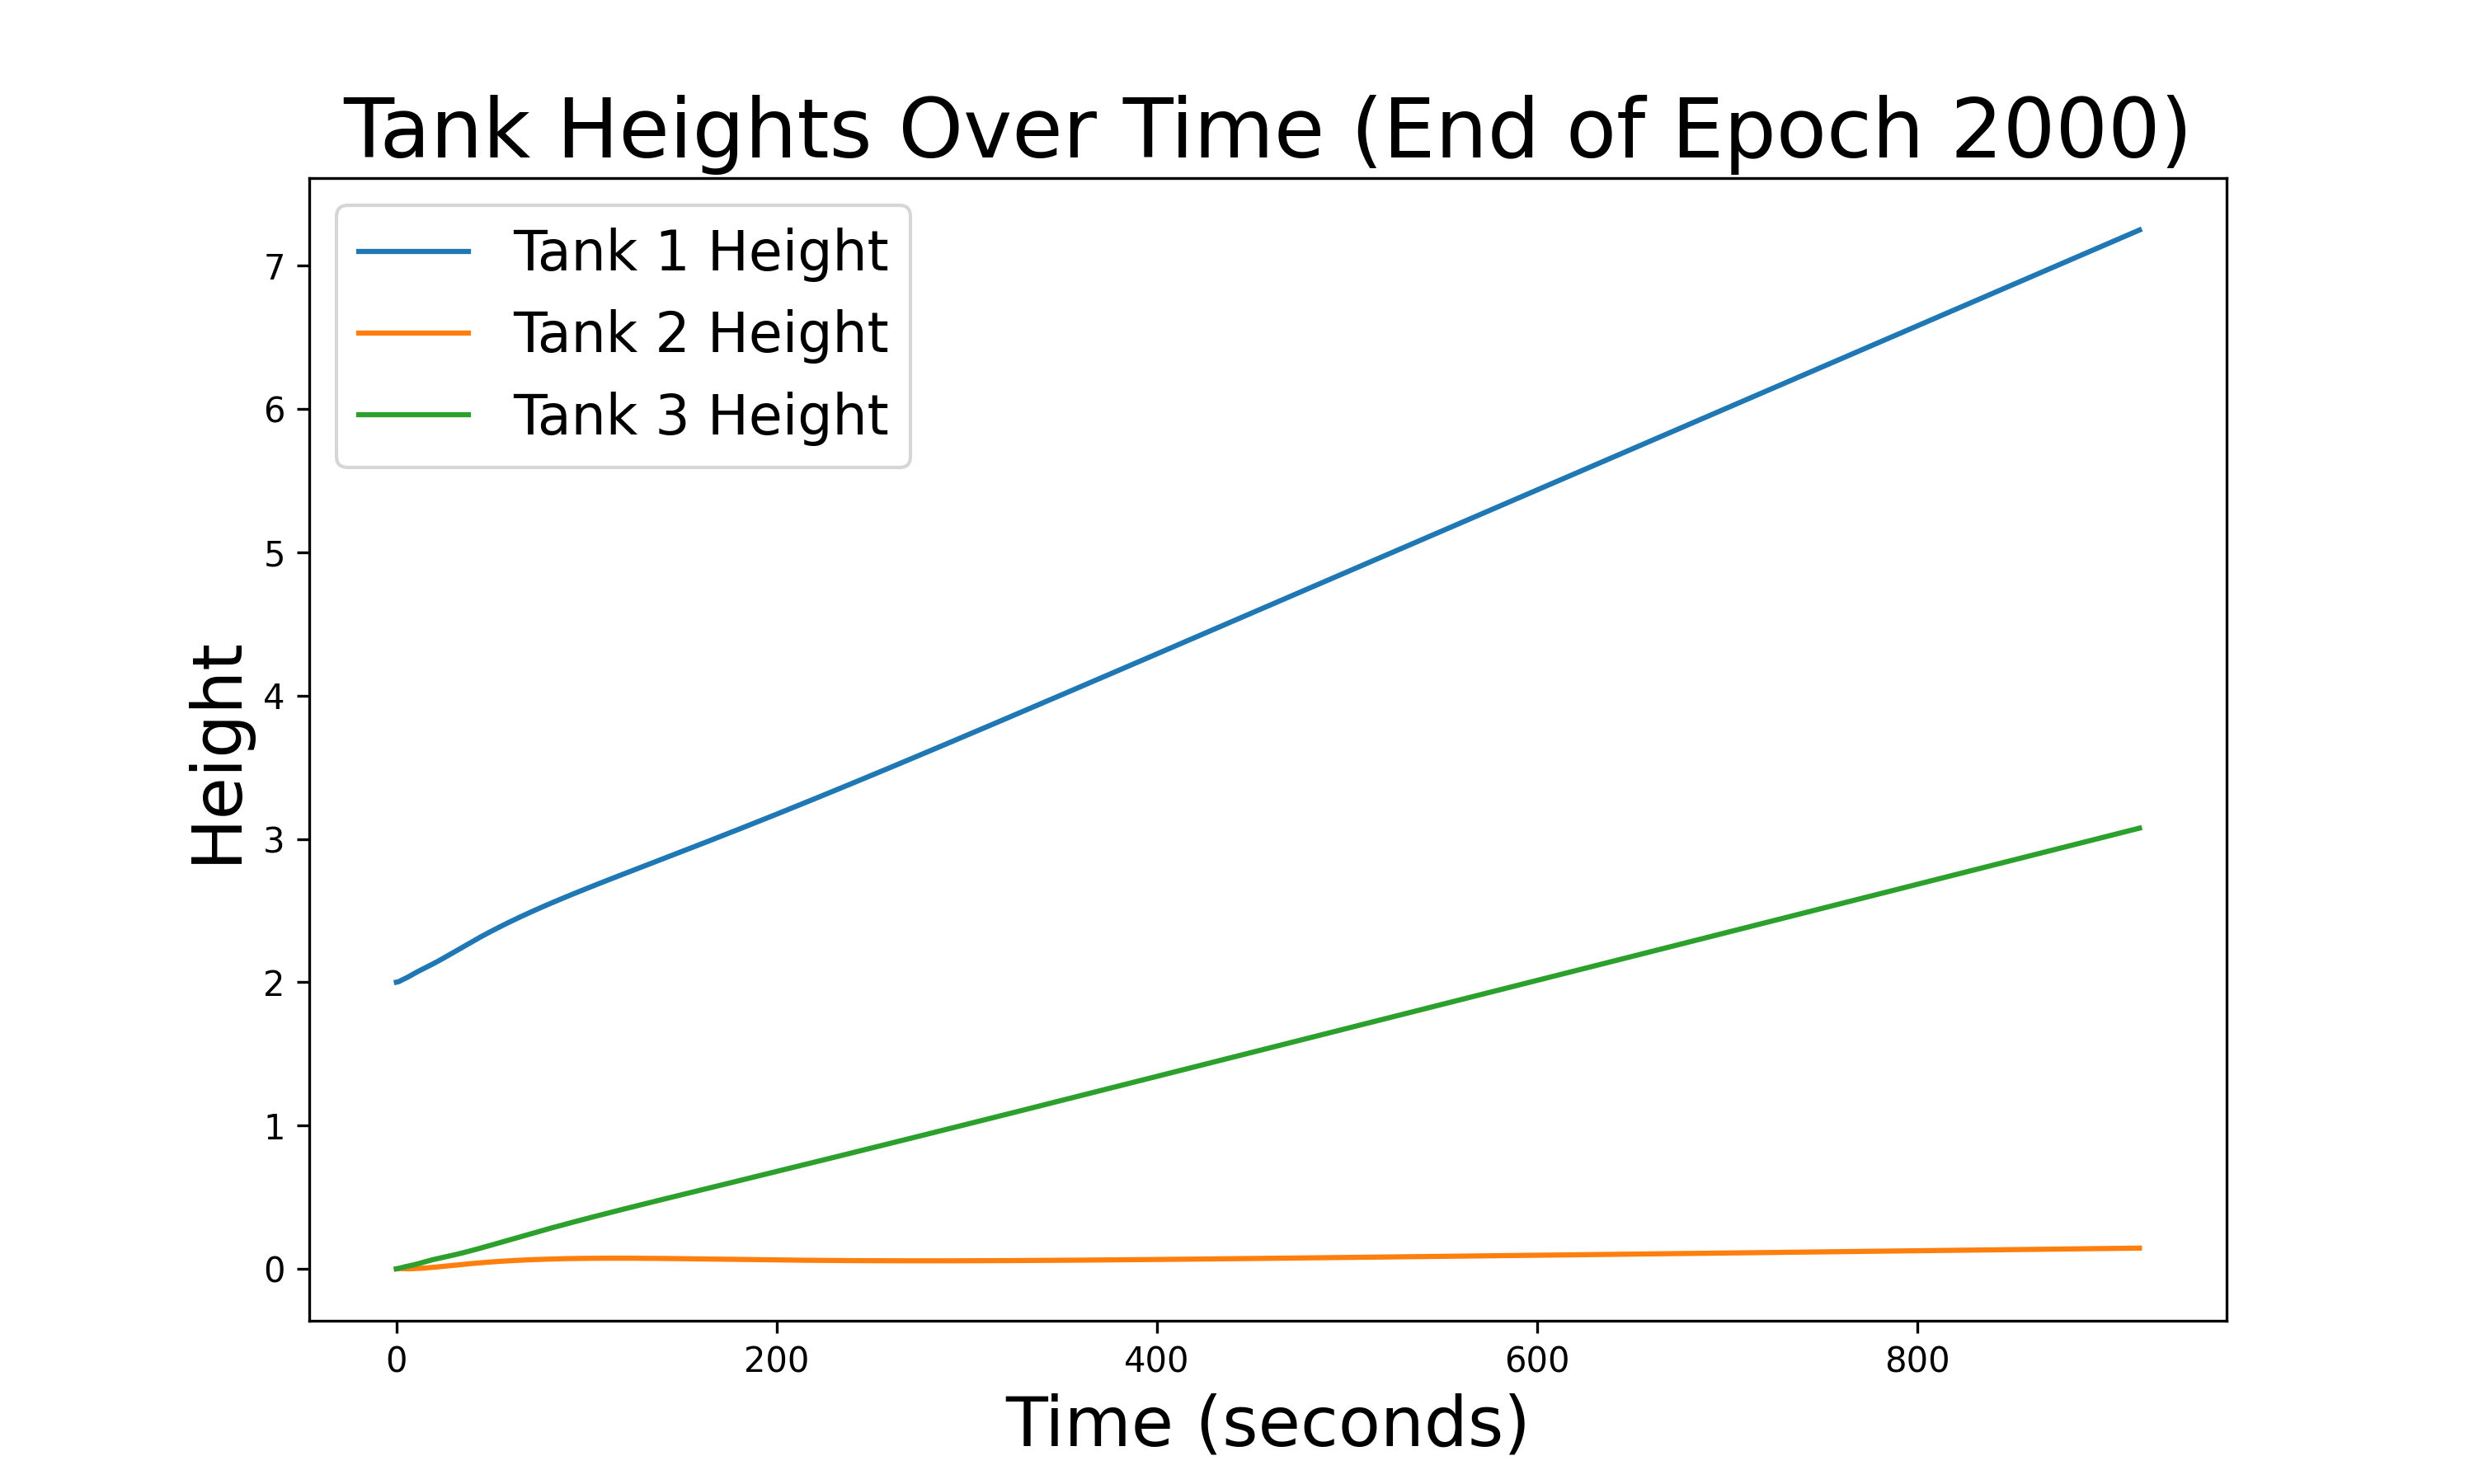 Tank Heights Over Time (End of Epoch 2000)
Tank 1 Height
Tank 2 Height
Tank 3 Height
Height
7
6
5
4
3
2
1
0
0 200 400 600 800
Time (seconds)